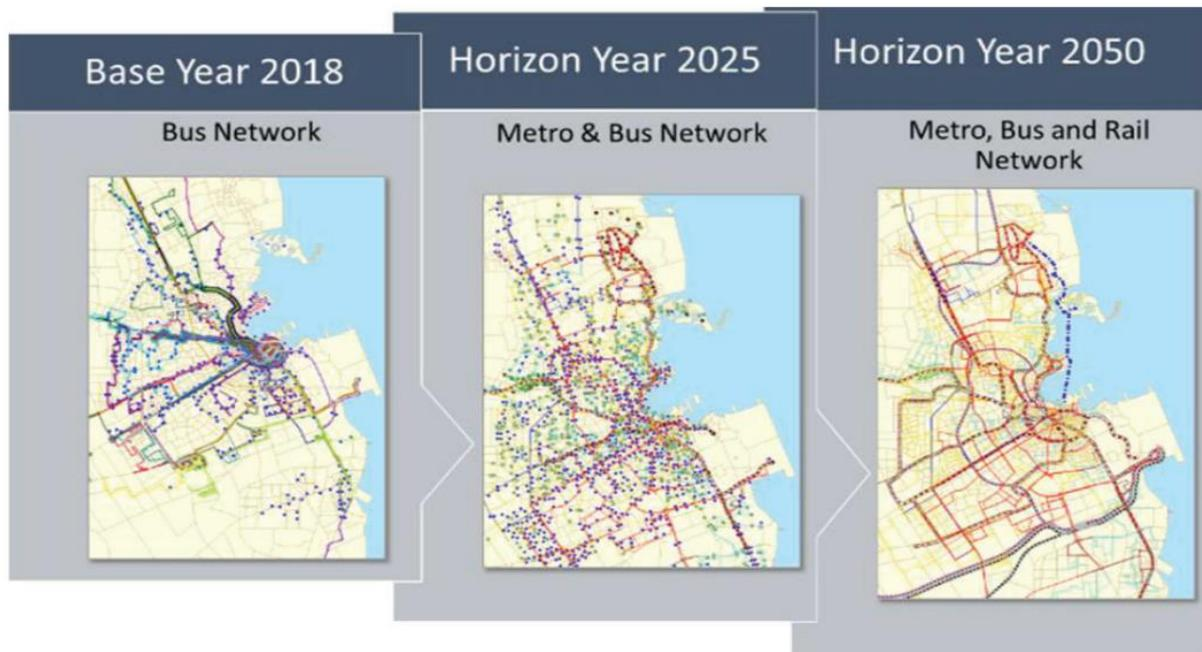 Base Year 2018
Bus Network
Horizon Year 2025
Metro & Bus Network
Horizon Year 2050
Metro, Bus and Rail
Network